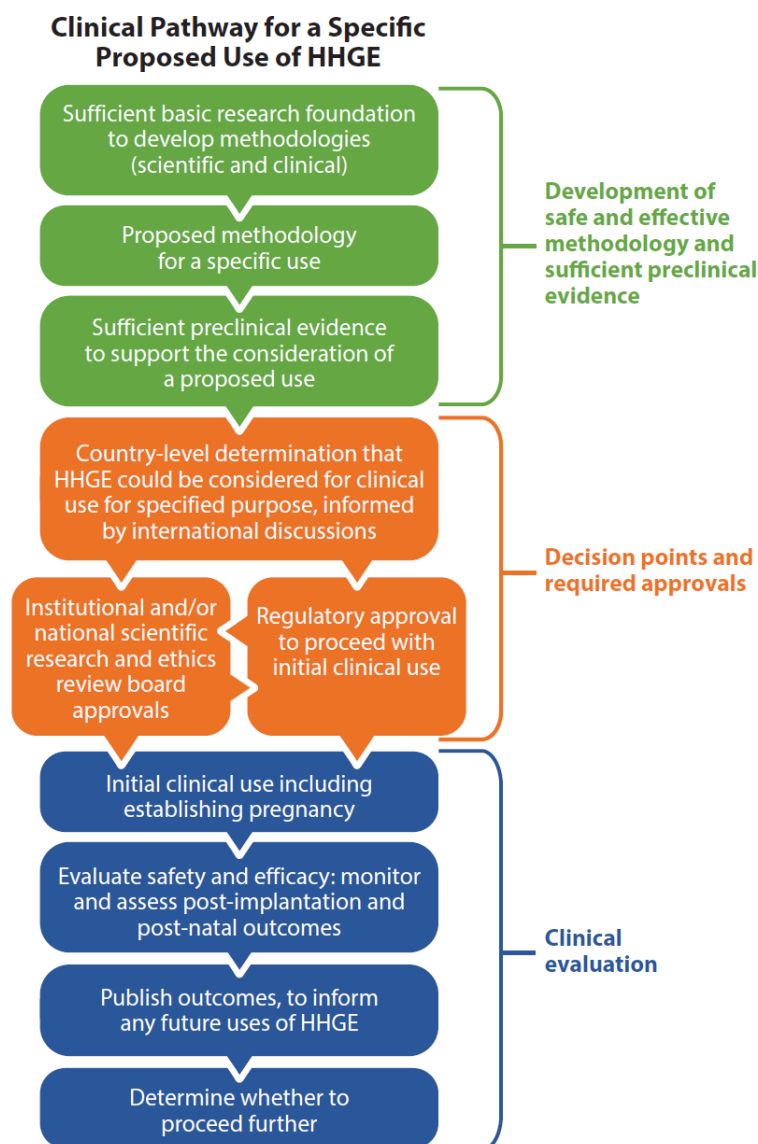 Clinical Pathway for a Specific
Proposed Use of HHGE
Sufficient basic research foundation
to develop methodologies
(scientific and clinical)
Proposed methodology
for a specific use
Sufficient preclinical evidence
to support the consideration of
a proposed use
Development of
safe and effective
methodology and
sufficient preclinical
evidence
Country-level determination that
HHGE could be considered for clinical
use for specified purpose, informed
by international discussions
Institutional and/or
national scientific
research and ethics
review board
approvals
Regulatory approval
to proceed with
initial clinical use
Decision points and
required approvals
Initial clinical use including
establishing pregnancy
Evaluate safety and efficacy: monitor
and assess post-implantation and
post-natal outcomes
Publish outcomes, to inform
any future uses of HHGE
Determine whether to
proceed further
Clinical
evaluation